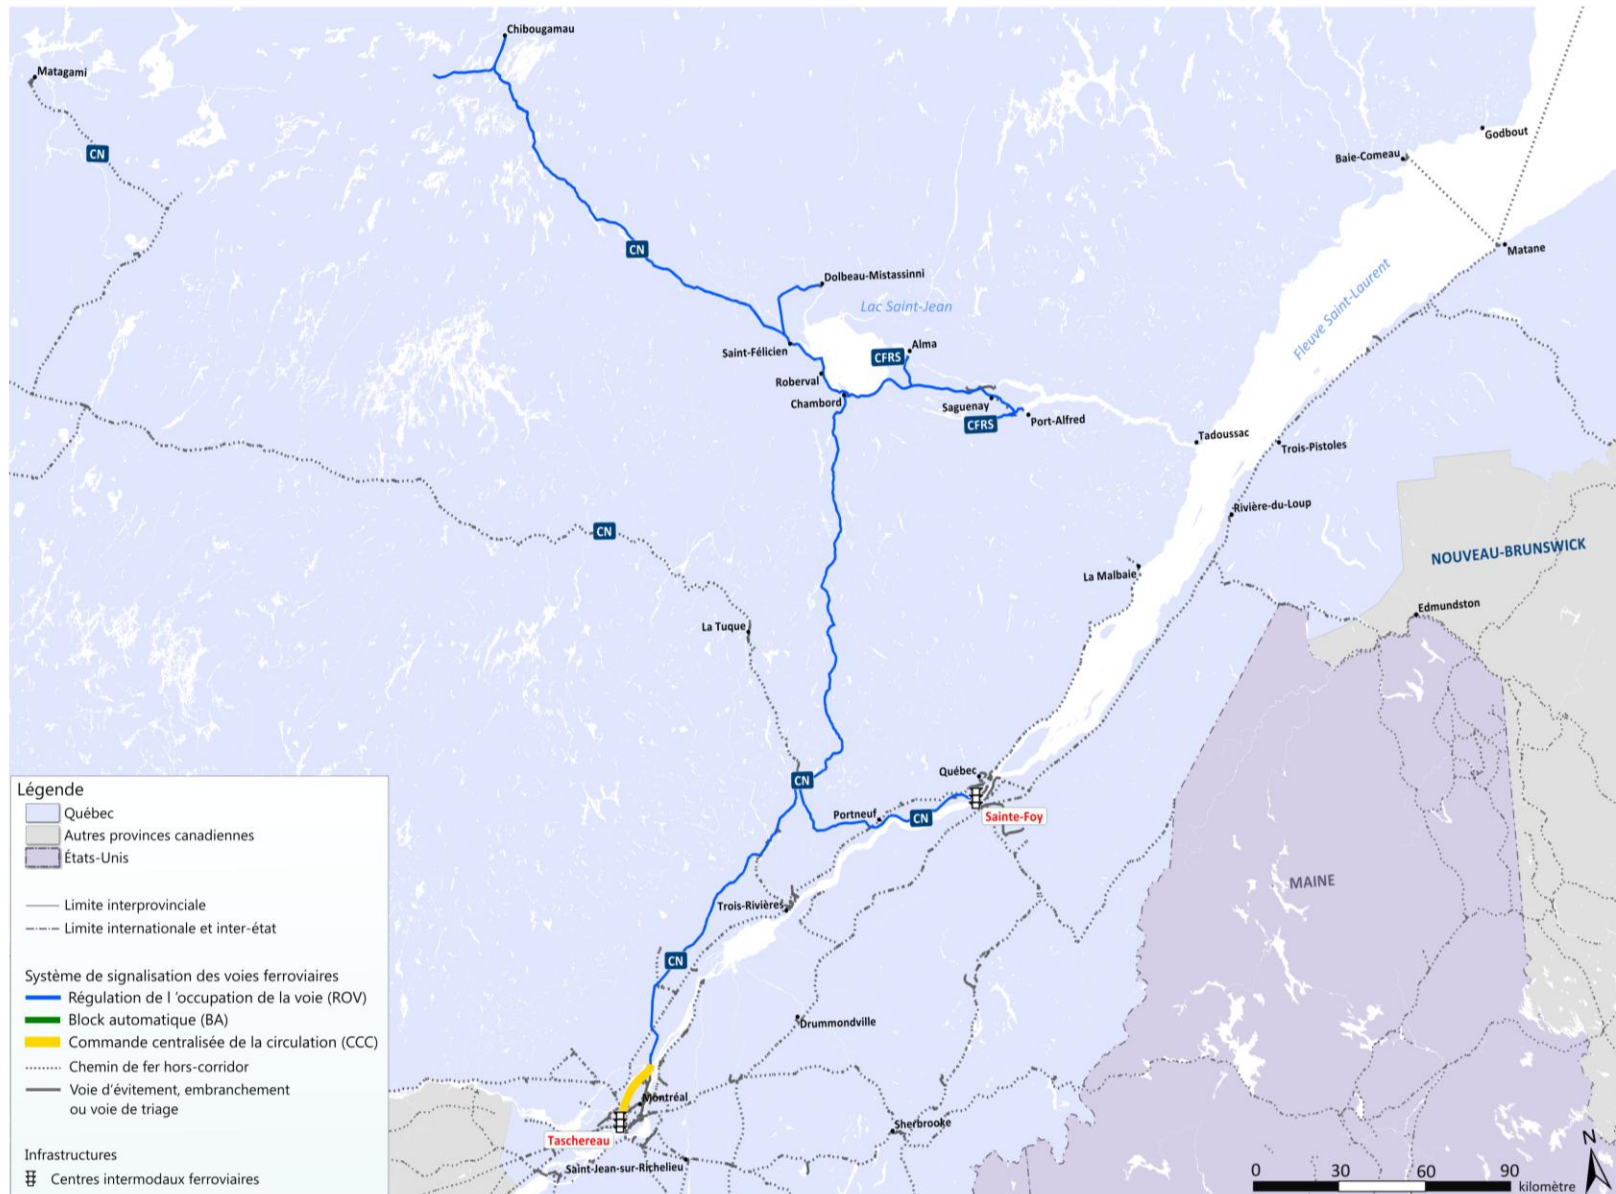 Chibougamau
Matagami
CN
Godbout
Baie-Comeau
CN
Matane
Dolbeau-Mistassinni
Lac Saint-Jean
Fleuve Saint-Laurent
Alma
Saint-Félicien
CFRS
Roberval
Chambord
Saguenay
Port-Alfred
CFRS
Tadoussac
Trois-Pistoles
Rivière-du-Loup
CN
NOUVEAU-BRUNSWICK
La Malbaie
Edmundston
La Tuque
Québec
CN
Portneuf
CN
Sainte-Foy
MAINE
Trois-Rivières
CN
Drummondville
Montréal
Sherbrooke
Taschereau
Saint-Jean-sur-Richelieu
Légende
Québec
Autres provinces canadiennes
États-Unis
Limite interprovinciale
Limite internationale et inter-état
Système de signalisation des voies ferroviaires
Régulation de l 'occupation de la voie (ROV)
Block automatique (BA)
Commande centralisée de la circulation (CCC)
Chemin de fer hors-corridor
Voie d'évitement, embranchement
ou voie de triage
Infrastructures
Centres intermodaux ferroviaires
N
0 30 60 90
kilomètre